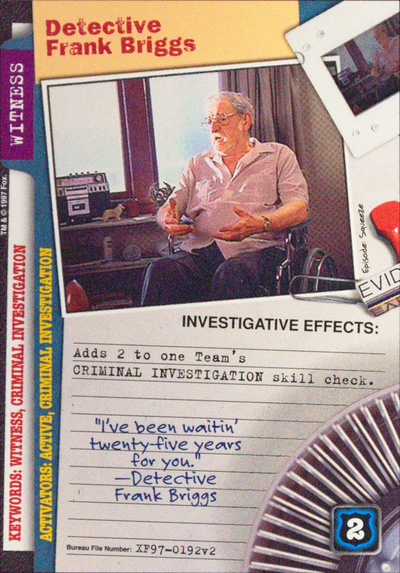 Detective
Frank Briggs
WITNESS
TM & © 1997 Fox.
KEYWORDS: WITNESS, CRIMINAL INVESTIGATION
ACTIVATORS: ACTIVE, CRIMINAL INVESTIGATION
Episode: Squeeze
EVID
INVESTIGATIVE EFFECTS:
Adds 2 to one Team's
CRIMINAL INVESTIGATION skill check.
"I've been waitin'
twenty-five years
for you."
—Detective
Frank Briggs
2
Bureau File Number: XF97-0192v2